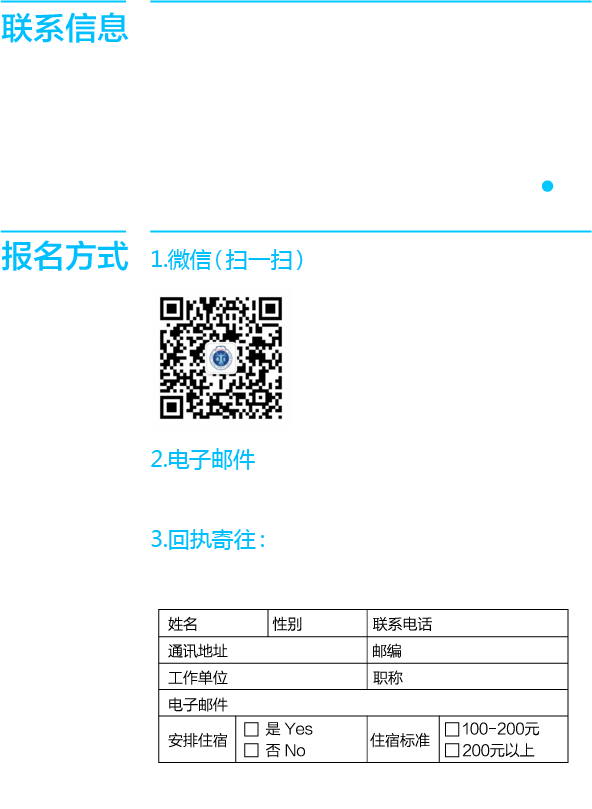 联系信息
报名方式
1.微信(扫一扫)
2.电子邮件
3.回执寄往:
姓名 性别 联系电话
通讯地址 邮编
工作单位 职称
电子邮件
安排住宿 □ 是 Yes □ 否 No 住宿标准 □100-200元 □200元以上